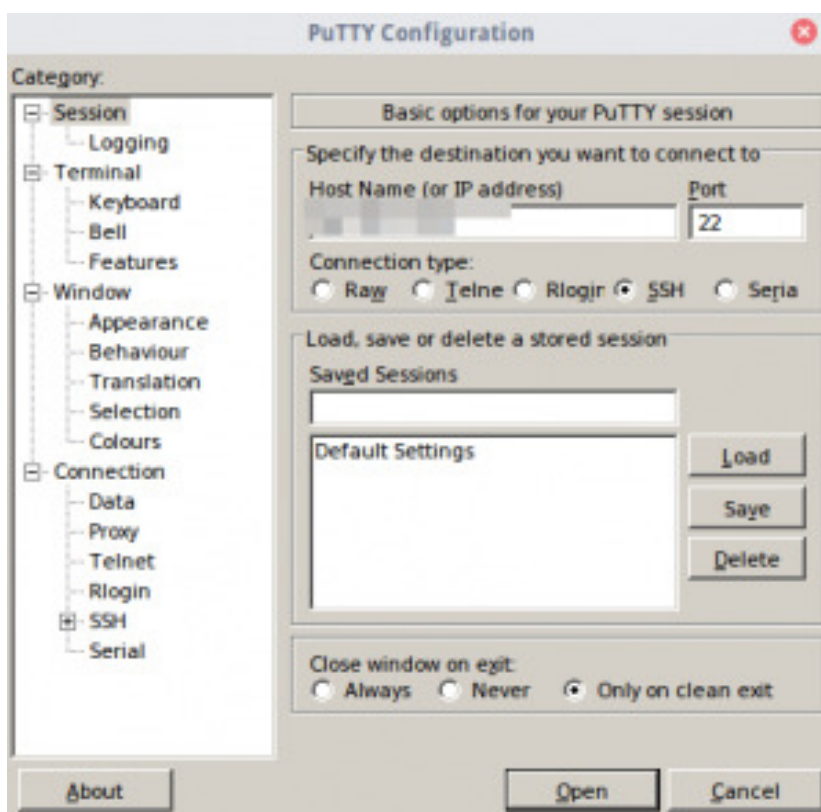 PuTTY Configuration
Category:
Session
Logging
Terminal
Keyboard
Bell
Features
Window
Appearance
Behaviour
Translation
Selection
Colours
Connection
Data
Proxy
Telnet
Rlogin
SSH
Serial
Basic options for your PuTTY session
Specify the destination you want to connect to
Host Name (or IP address) Port
22
Connection type:
Raw Telne Rlogin SSH Seria
Load, save or delete a stored session
Saved Sessions
Default Settings
Load
Save
Delete
Close window on exit:
Always Never Only on clean exit
About Open Cancel